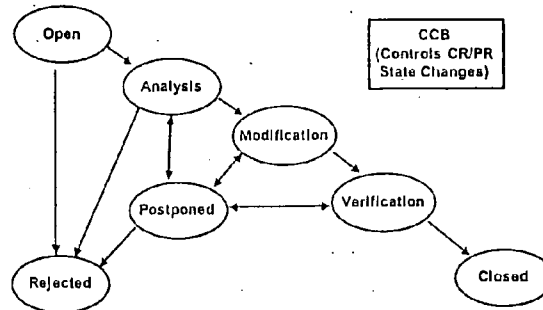 Open
CCB
(Controls CR/PR
State Changes)
Analysis
Modification
Postponed
Verification
Rejected
Closed